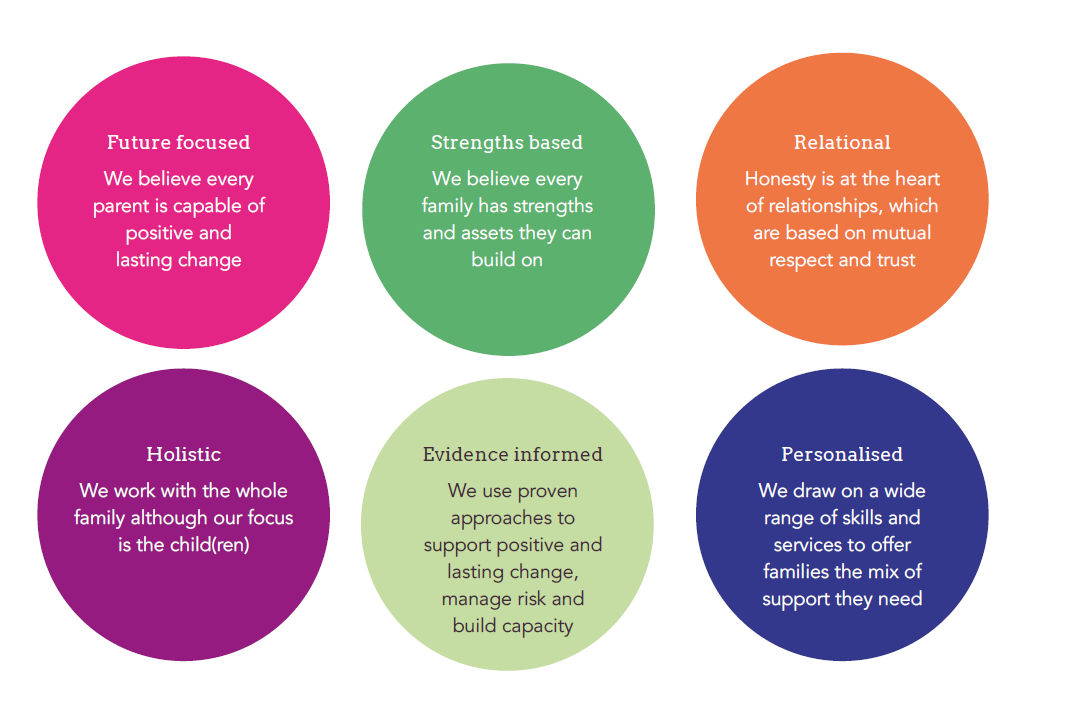 Future focused
We believe every
parent is capable of
positive and
lasting change
Strengths based
We believe every
family has strengths
and assets they can
build on
Relational
Honesty is at the heart
of relationships, which
are based on mutual
respect and trust
Holistic
We work with the whole
family although our focus
is the child(ren)
Evidence informed
We use proven
approaches to
support positive and
lasting change,
manage risk and
build capacity
Personalised
We draw on a wide
range of skills and
services to offer
families the mix of
support they need